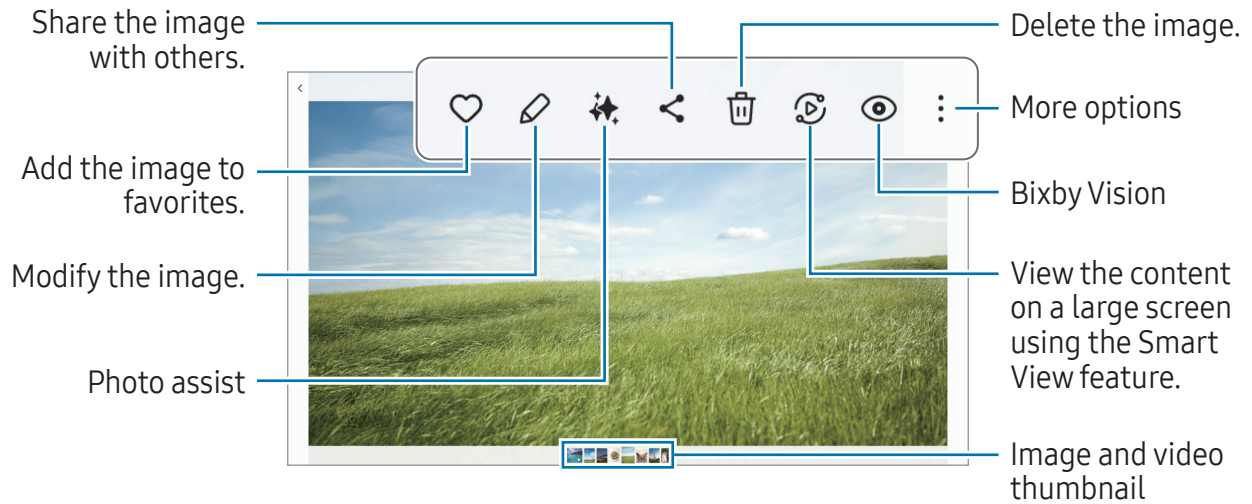 Share the image
with others.
Delete the image.
More options
Add the image to
favorites.
Bixby Vision
Modify the image.
View the content
on a large screen
using the Smart
View feature.
Photo assist
Image and video
thumbnail